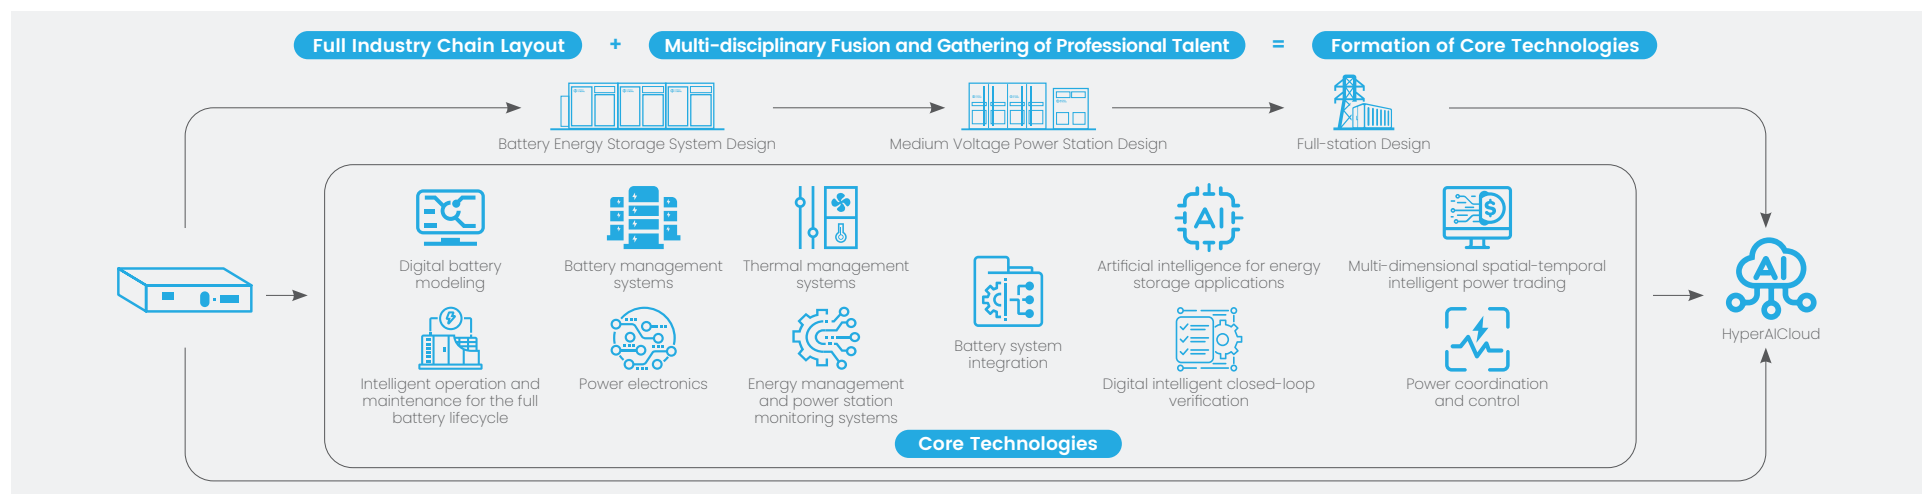 Full Industry Chain Layout + Multi-disciplinary Fusion and Gathering of Professional Talent = Formation of Core Technologies
Battery Energy Storage System Design
Medium Voltage Power Station Design
Full-station Design
Digital battery
modeling
Battery management
systems
Thermal management
systems
Battery system
integration
AI
Artificial intelligence for energy
storage applications
$
Multi-dimensional spatial-temporal
intelligent power trading
Intelligent operation and
maintenance for the full
battery lifecycle
Power electronics
Energy management
and power station
monitoring systems
Digital intelligent closed-loop
verification
Power coordination
and control
Core Technologies
AI
HyperAICloud